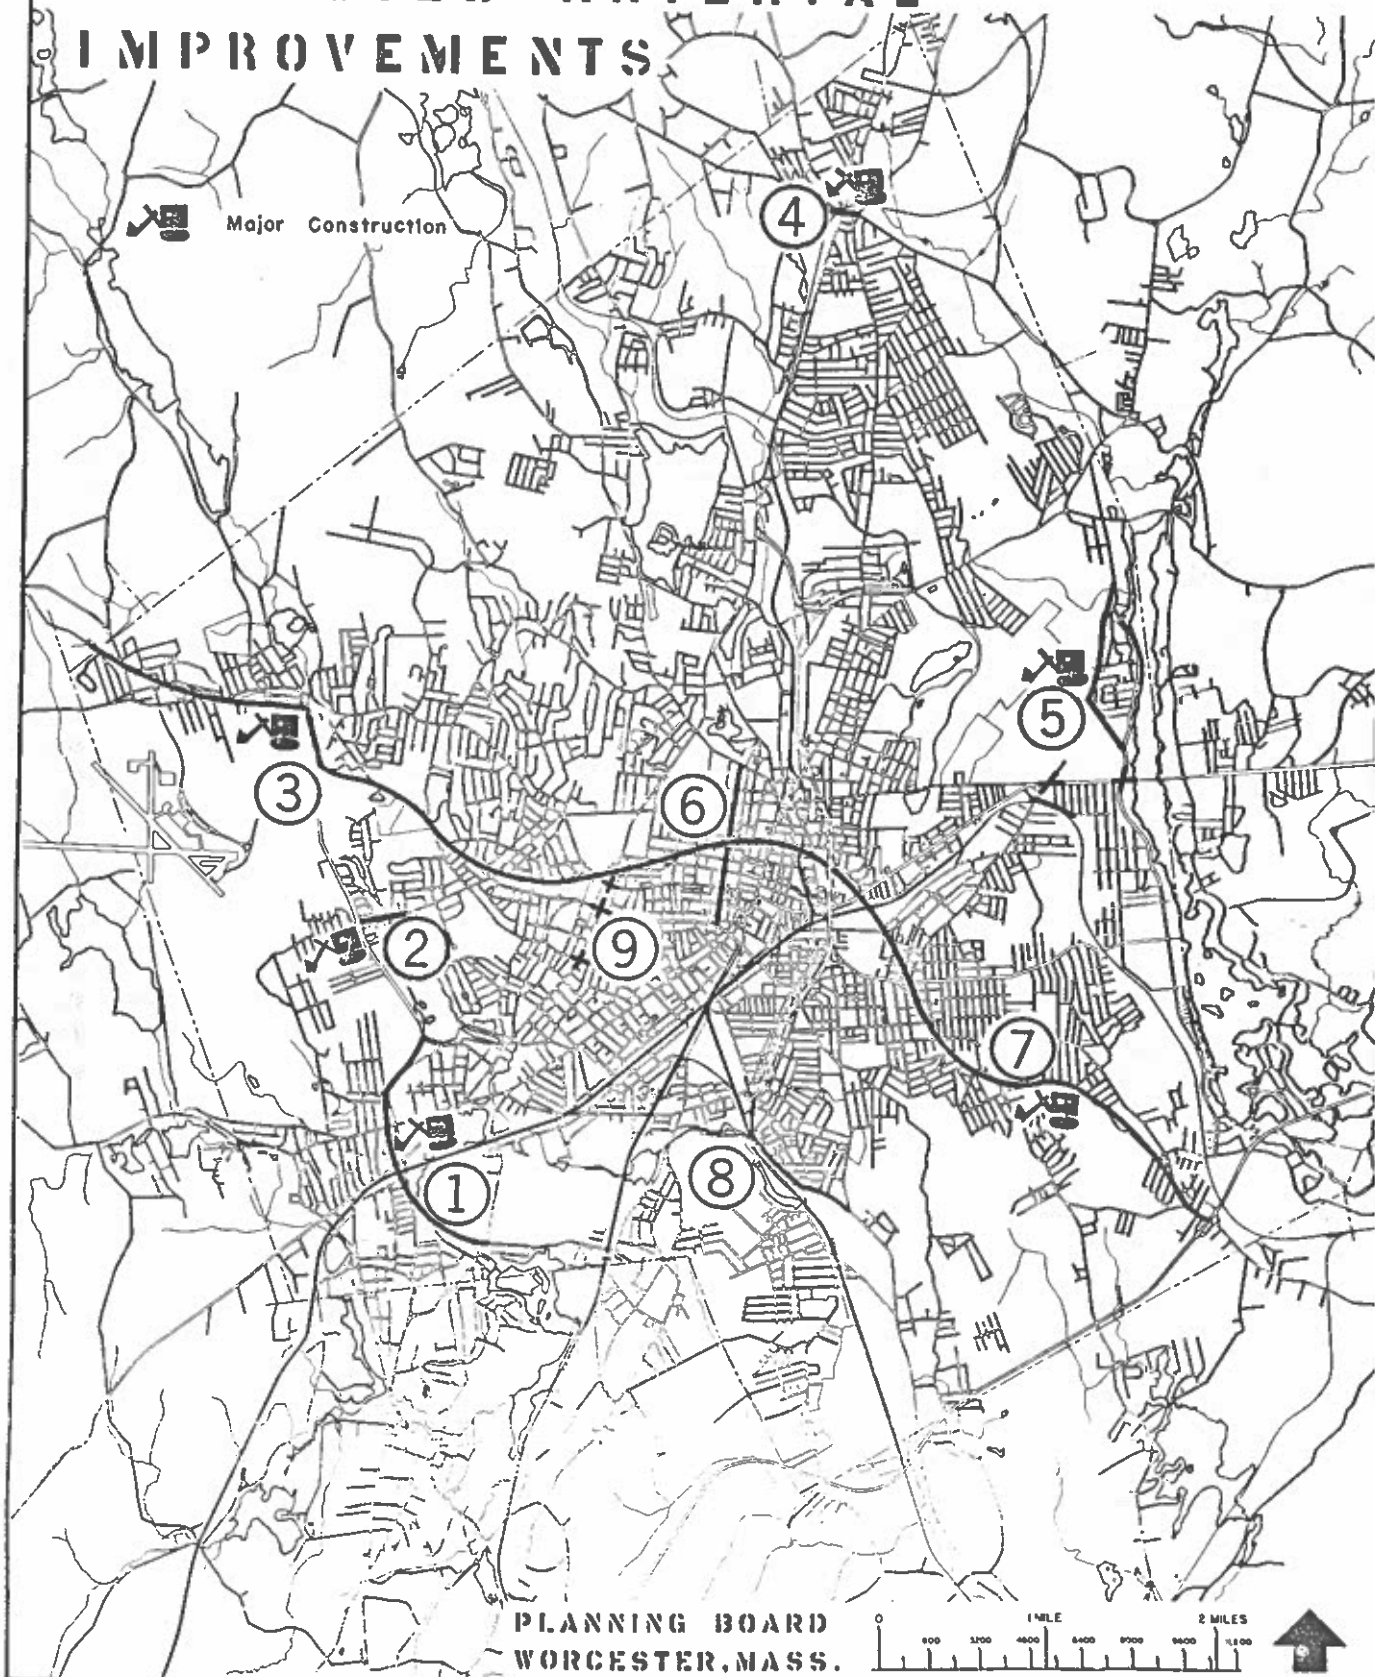 IMPROVEMENTS
Major Construction
4
5
3
6
2
9
7
1
8
PLANNING BOARD
WORCESTER, MASS.
0 1 MILE 2 MILES